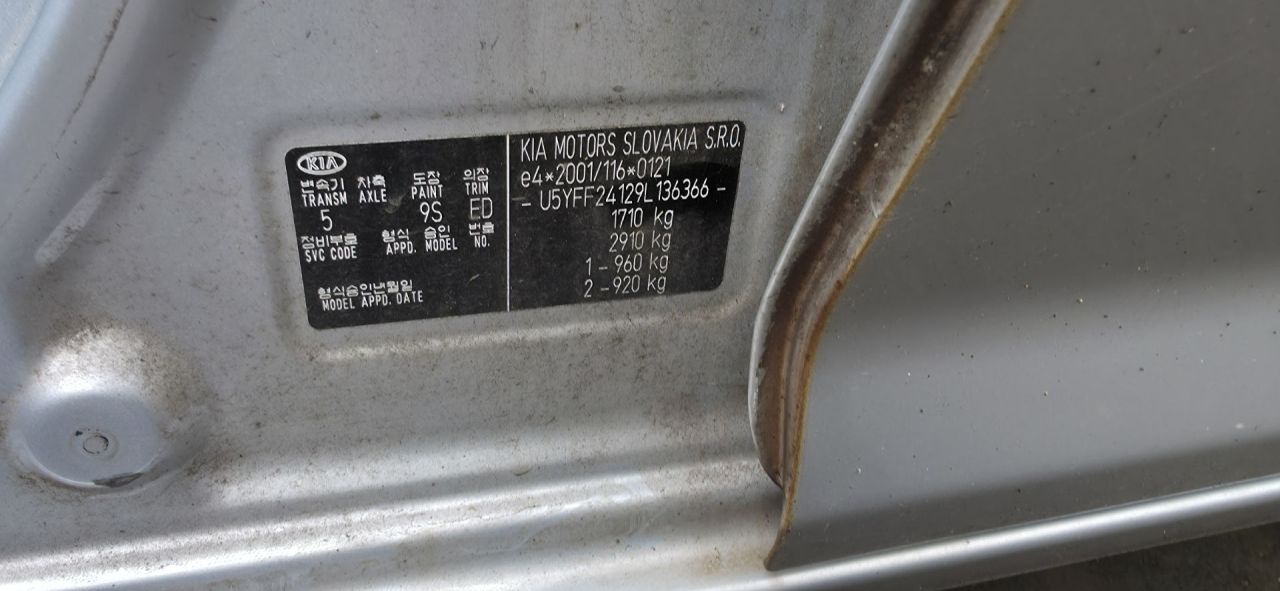 KIA
변속기 차축 도장 의장
TRANSM AXLE PAINT TRIM
5 9S ED
정비부호 형식 승인 번호
SVC CODE APPD. MODEL NO.
형식승인년월일
MODEL APPD. DATE
KIA MOTORS SLOVAKIA S.R.O.
e4*2001/116*0121
- U5YFF24129L136366 -
1710 kg
2910 kg
1 - 960 kg
2 - 920 kg